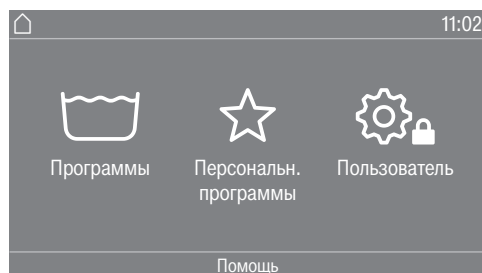 11:02
Программы
Персональн.
программы
Пользователь
Помощь